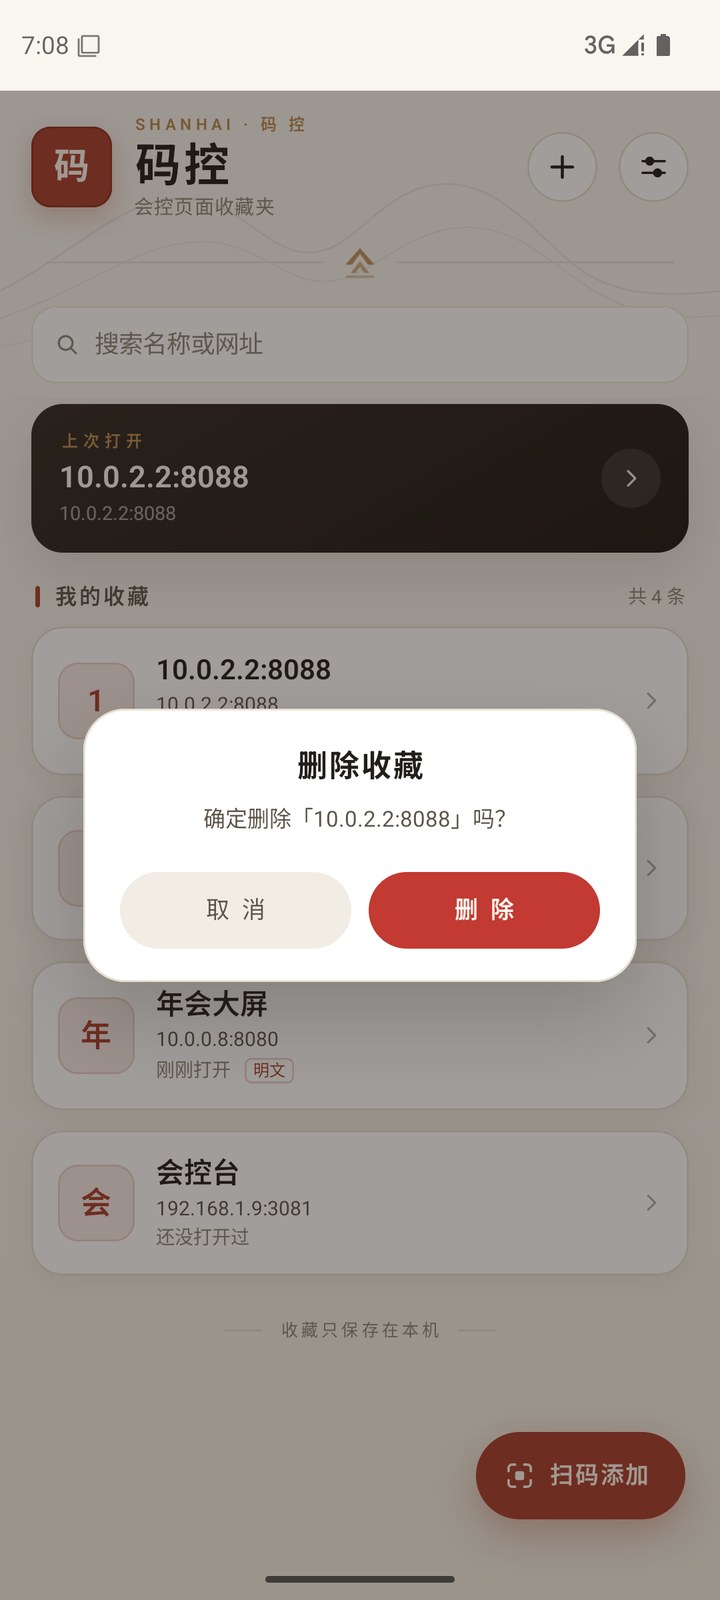 7:08
3G
码
SHANHAI · 码 控
码控
会控页面收藏夹
搜索名称或网址
上次打开
10.0.2.2:8088
10.0.2.2:8088
我的收藏
共 4 条
1
10.0.2.2:8088
10.0.2.2:8088
删除收藏
确定删除「10.0.2.2:8088」吗?
取 消
删 除
年
年会大屏
10.0.0.8:8080
刚刚打开
明文
会
会控台
192.168.1.9:3081
还没打开过
收藏只保存在本机
扫码添加